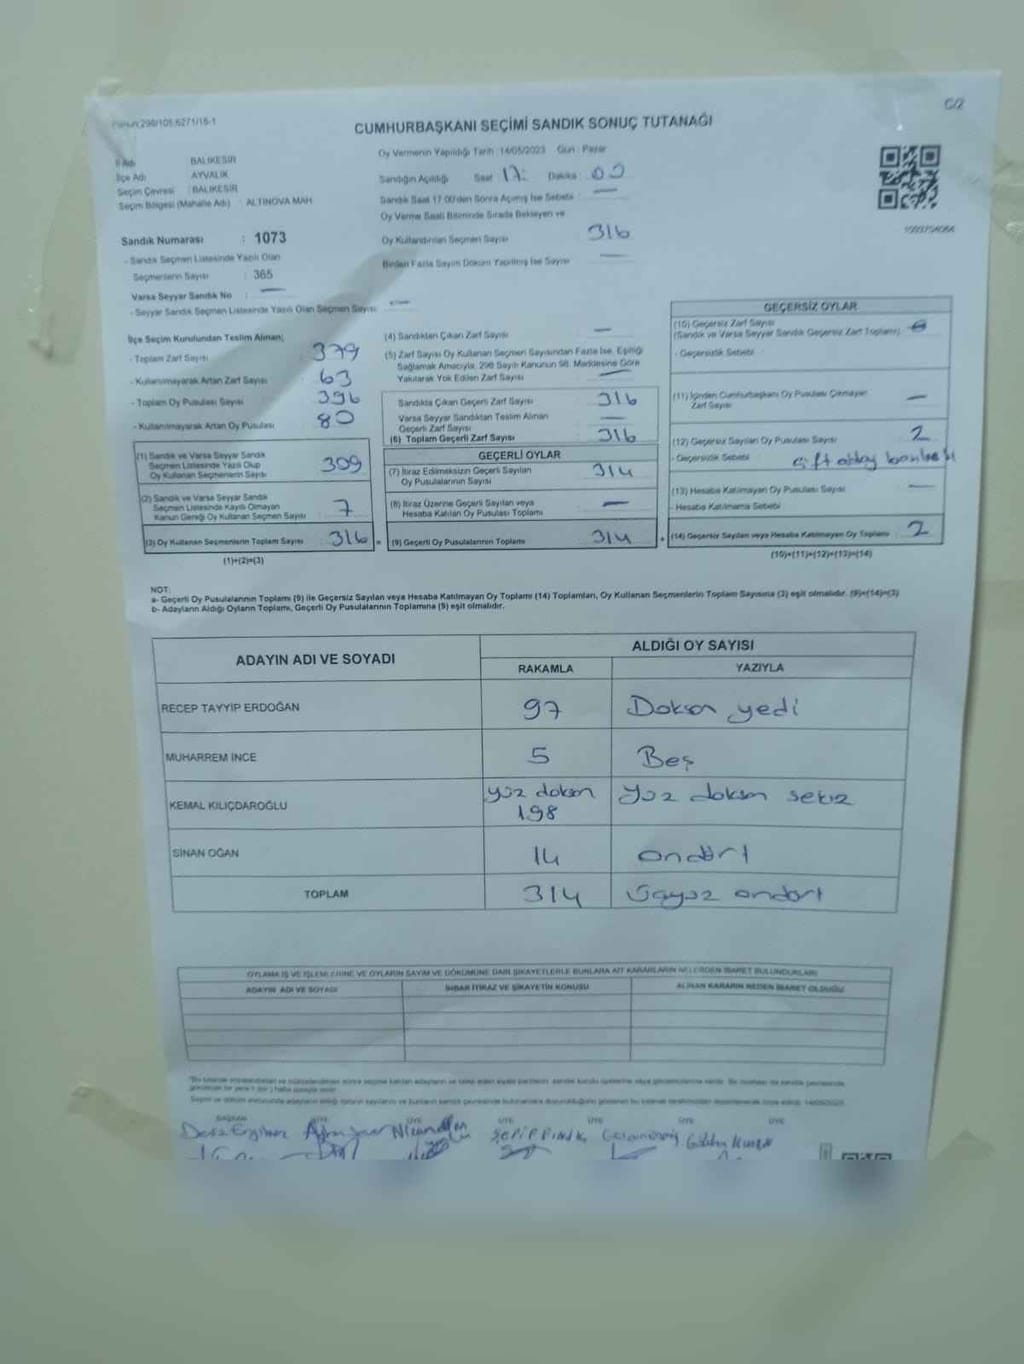 C/2
CUMHURBAŞKANI SEÇİMİ SANDIK SONUÇ TUTANAĞI
Oy Vermenin Yapıldığı Tarih : 14/05/2023 Gün : Pazar
İl Adı BALIKESİR
İlçe Adı AYVALIK
Seçim Çevresi : BALIKESİR
Seçim Bölgesi (Mahalle Adı) : ALTINOVA MAH.
Sandığın Açıldığı Saat 17: Dakika : 00
Sandık Saat 17:00'den Sonra Açılmış İse Sebebi : —
Oy Verme Saati Bitiminde Sırada Bekleyen ve
Oy Kullandırılan Seçmen Sayısı 316
Birden Fazla Sayım Döküm Yapılmış İse Sayısı —
Sandık Numarası : 1073
- Sandık Seçmen Listesinde Yazılı Olan
Seçmenlerin Sayısı : 365
Varsa Seyyar Sandık No : —
- Seyyar Sandık Seçmen Listesinde Yazılı Olan Seçmen Sayısı : —
İlçe Seçim Kurulundan Teslim Alınan;
- Toplam Zarf Sayısı 379
- Kullanılmayarak Artan Zarf Sayısı 63
- Toplam Oy Pusulası Sayısı 396
- Kullanılmayarak Artan Oy Pusulası 80
(1) Sandık ve Varsa Seyyar Sandık
Seçmen Listesinde Yazılı Olup
Oy Kullanan Seçmenlerin Sayısı 309
(2) Sandık ve Varsa Seyyar Sandık
Seçmen Listesinde Kayıtlı Olmayan
Kanun Gereği Oy Kullanan Seçmen Sayısı 7
(3) Oy Kullanan Seçmenlerin Toplam Sayısı 316 =
(1)+(2)=(3)
(4) Sandıktan Çıkan Zarf Sayısı —
(5) Zarf Sayısı Oy Kullanan Seçmen Sayısından Fazla İse, Eşitliği
Sağlamak Amacıyla, 298 Sayılı Kanunun 98. Maddesine Göre
Yakılarak Yok Edilen Zarf Sayısı —
Sandıkta Çıkan Geçerli Zarf Sayısı 316
Varsa Seyyar Sandıktan Teslim Alınan
Geçerli Zarf Sayısı —
(6) Toplam Geçerli Zarf Sayısı 316
GEÇERLİ OYLAR
(7) İtiraz Edilmeksizin Geçerli Sayılan
Oy Pusulalarının Sayısı 314
(8) İtiraz Üzerine Geçerli Sayılan veya
Hesaba Katılan Oy Pusulası Toplamı —
(9) Geçerli Oy Pusulalarının Toplamı 314 +
GEÇERSİZ OYLAR
(10) Geçersiz Zarf Sayısı
(Sandık ve Varsa Seyyar Sandık Geçersiz Zarf Toplamı)
- Geçersizlik Sebebi
(11) İçinden Cumhurbaşkanı Oy Pusulası Çıkmayan
Zarf Sayısı —
(12) Geçersiz Sayılan Oy Pusulası Sayısı 2
- Geçersizlik Sebebi çift
(13) Hesaba Katılmayan Oy Pusulası Sayısı —
- Hesaba Katılmama Sebebi
(14) Geçersiz Sayılan veya Hesaba Katılmayan Oy Toplamı 2
(10)+(11)+(12)+(13)=(14)
NOT:
a- Geçerli Oy Pusulalarının Toplamı (9) ile Geçersiz Sayılan veya Hesaba Katılmayan Oy Toplamı (14) Toplamları, Oy Kullanan Seçmenlerin Toplam Sayısına (3) eşit olmalıdır. (9)+(14)=(3)
b- Adayların Aldığı Oyların Toplamı, Geçerli Oy Pusulalarının Toplamına (9) eşit olmalıdır.
ADAYIN ADI VE SOYADI ALDIĞI OY SAYISI
RAKAMLA YAZIYLA
RECEP TAYYİP ERDOĞAN 97 Doksan yedi
MUHARREM İNCE 5 Beş
KEMAL KILIÇDAROĞLU yüz doksan 198 Yüz doksan sekiz
SİNAN OĞAN 14 ondört
TOPLAM 314 Üçyüz ondört
OYLAMA İŞ VE İŞLEMLERİNE VE OYLARIN SAYIM VE DÖKÜMÜNE DAİR ŞİKAYETLERLE BUNLARA AİT KARARLARIN NELERDEN İBARET BULUNDUKLARI
ADAYIN ADI VE SOYADI İHBAR İTİRAZ VE ŞİKAYETİN KONUSU ALINAN KARARIN NEDEN İBARET OLDUĞU
BAŞKAN ÜYE ÜYE ÜYE ÜYE ÜYE ÜYE